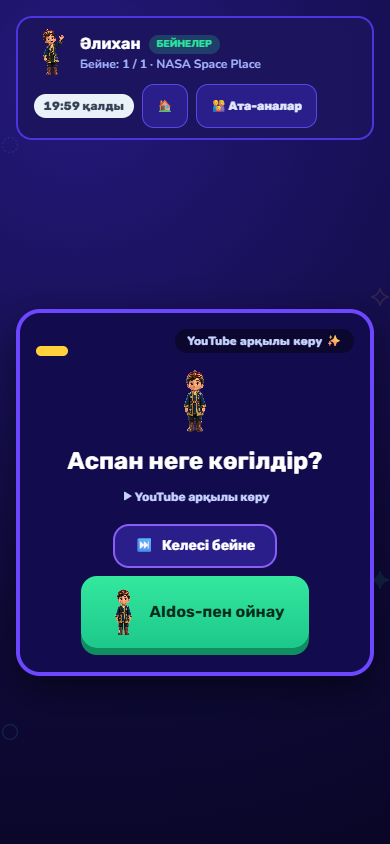 Әлихан БЕЙНЕЛЕР
Бейне: 1 / 1 · NASA Space Place
19:59 қалды
Ата-аналар
YouTube арқылы көру
Аспан неге көгілдір?
YouTube арқылы көру
Келесі бейне
Aldos-пен ойнау